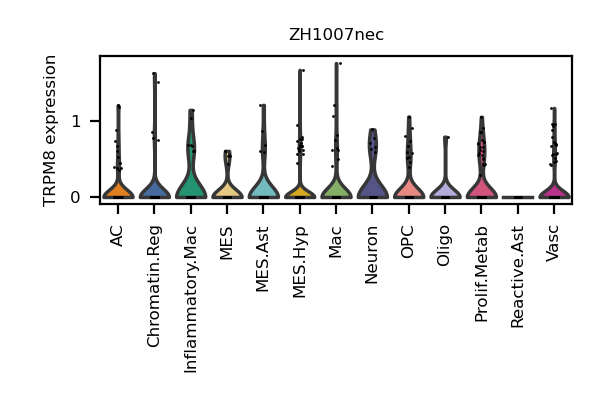 ZH1007nec
TRPM8 expression
1
0
AC
Chromatin.Reg
Inflammatory.Mac
MES
MES.Ast
MES.Hyp
Mac
Neuron
OPC
Oligo
Prolif.Metab
Reactive.Ast
Vasc